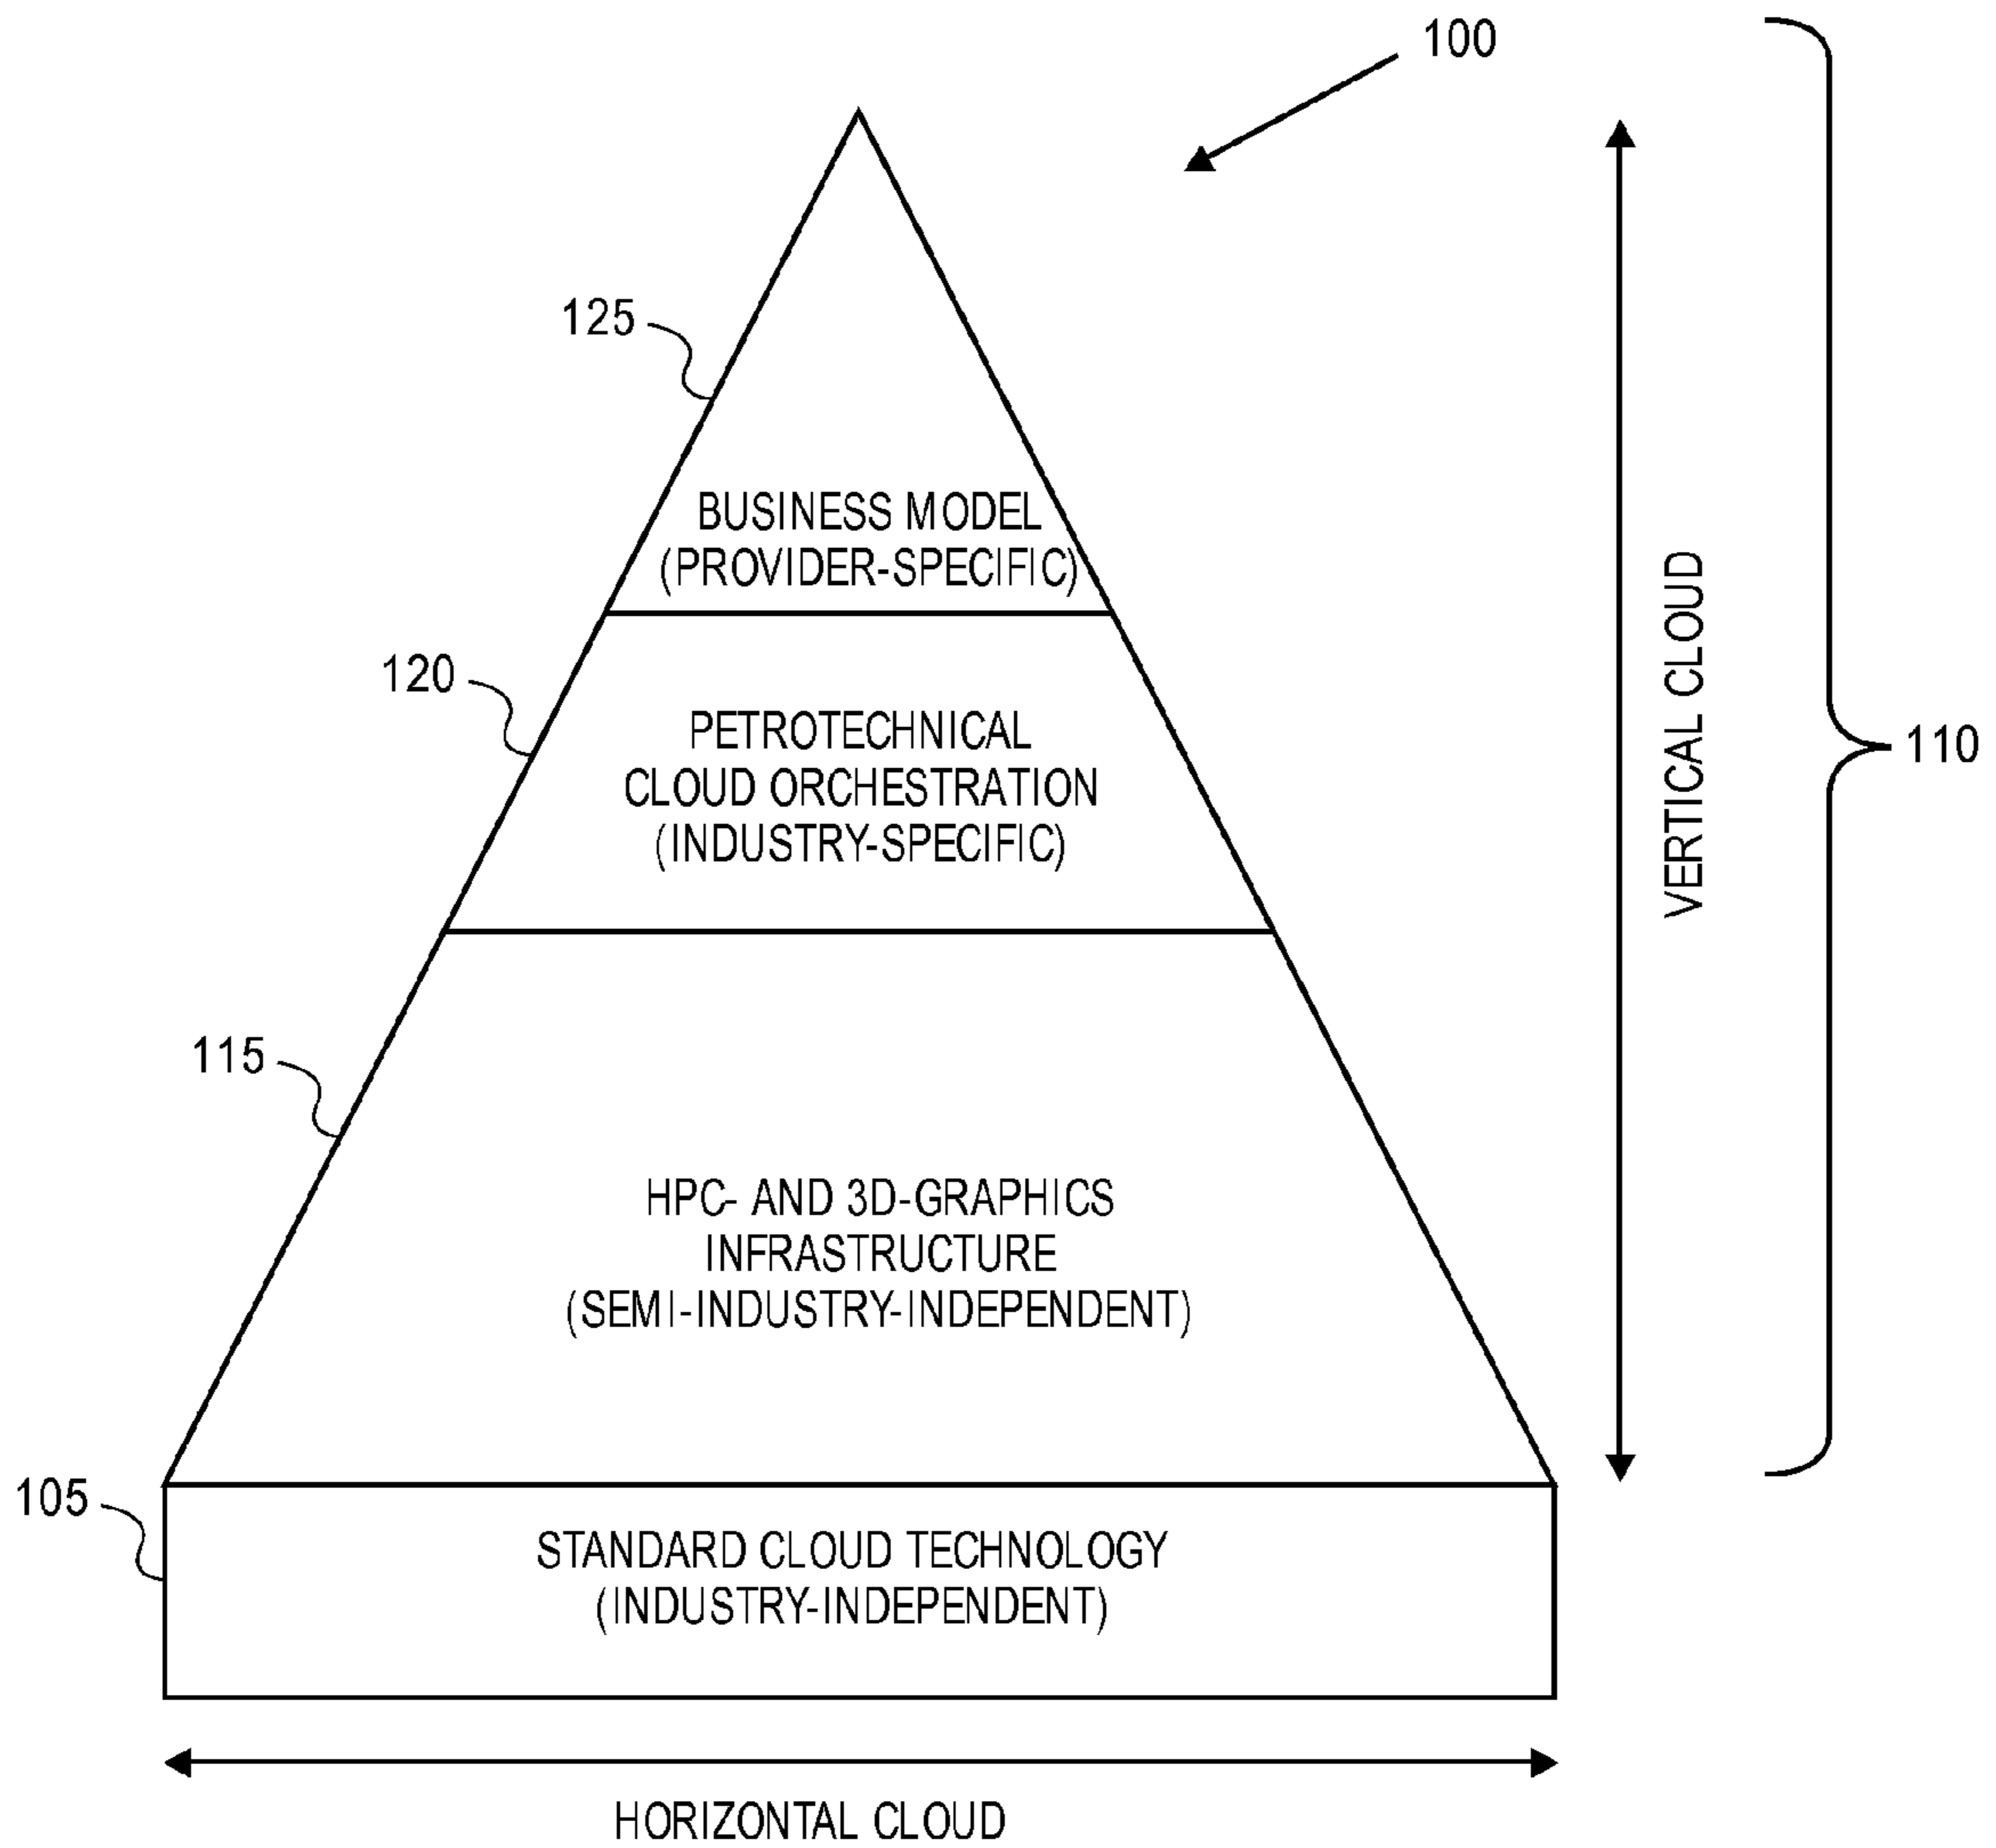 100
125
BUSINESS MODEL
(PROVIDER-SPECIFIC)
120
PETROTECHNICAL
CLOUD ORCHESTRATION
(INDUSTRY-SPECIFIC)
VERTICAL CLOUD
110
115
HPC- AND 3D-GRAPHICS
INFRASTRUCTURE
(SEMI-INDUSTRY-INDEPENDENT)
105
STANDARD CLOUD TECHNOLOGY
(INDUSTRY-INDEPENDENT)
HORIZONTAL CLOUD